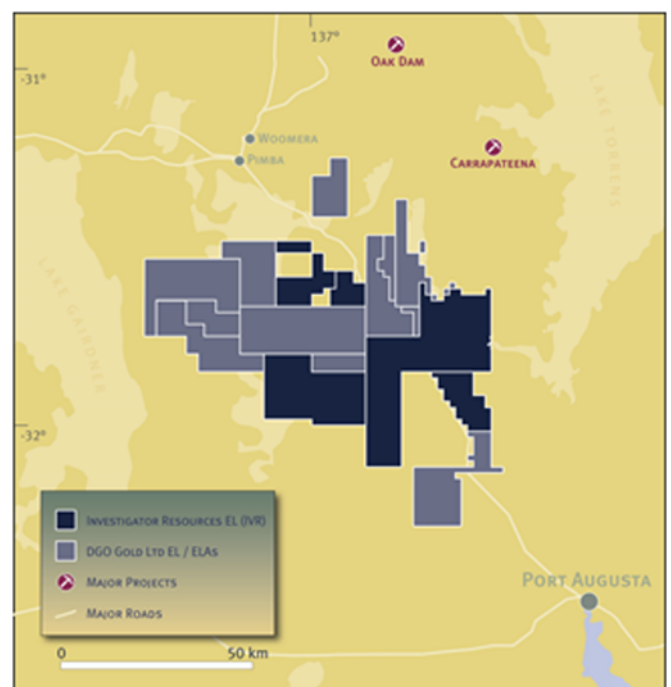 137°
OAK DAM
-31°
LAKE TORRENS
WOOMERA
PIMBA
CARRAPATEENA
LAKE GAIRDNER
-32°
INVESTIGATOR RESOURCES EL (IVR)
DGO GOLD LTD EL / ELAS
MAJOR PROJECTS
MAJOR ROADS
PORT AUGUSTA
0 50 km